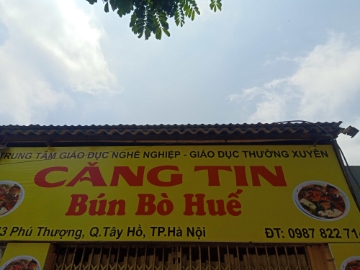 TRUNG TÂM GIÁO DỤC NGHỀ NGHIỆP - GIÁO DỤC THƯỜNG XUYÊN
CĂNG TIN
Bún Bò Huế
3 Phú Thượng, Q.Tây Hồ, TP.Hà Nội
ĐT: 0987 822 71